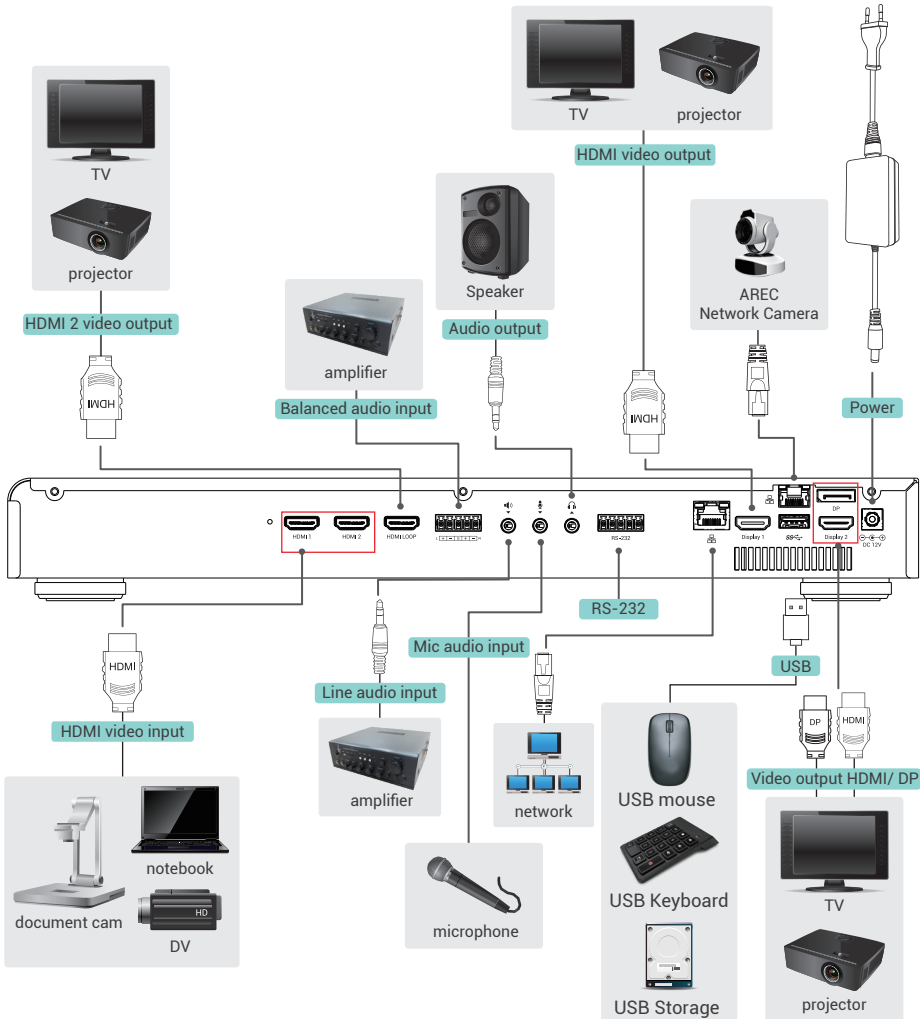 TV
projector
HDMI 2 video output
HDMI
amplifier
Balanced audio input
Speaker
Audio output
TV
projector
HDMI video output
HDMI
AREC
Network Camera
Power
HDMI 1
HDMI 2
HDMI LOOP
L + - + - R
RS-232
Display 1
SS
DP
Display 2
DC 12V
HDMI
HDMI video input
document cam
notebook
HD
DV
Line audio input
amplifier
Mic audio input
microphone
RS-232
network
USB
USB mouse
USB Keyboard
USB Storage
DP
HDMI
Video output HDMI/ DP
TV
projector